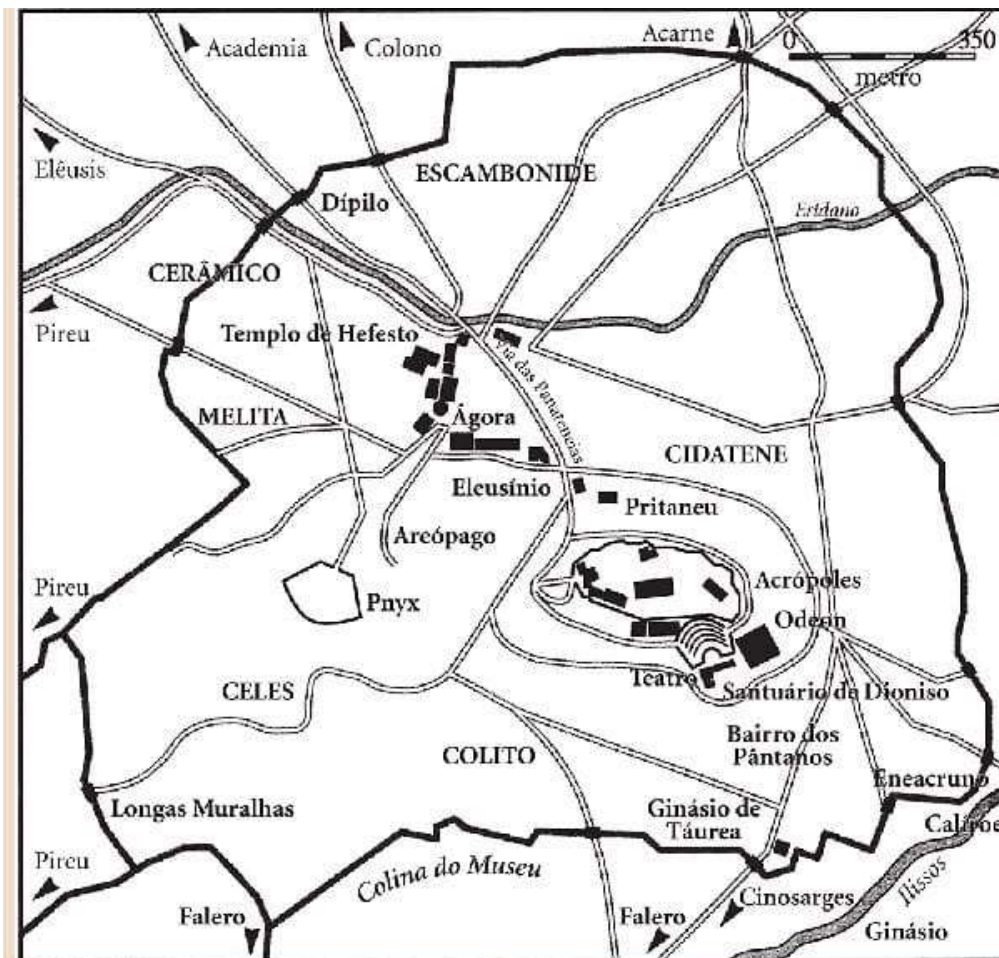 Academia
Colono
Acarne
0
350
metro
Elêusis
ESCAMBONIDE
Dípilo
Erídano
CERÂMICO
Pireu
Templo de Hefesto
Via das Panateneias
MELITA
Ágora
CIDATENE
Eleusínio
Pritaneu
Areópago
Acrópoles
Pireu
Pnyx
Odeon
Teatro
Santuário de Dioniso
CELES
Bairro dos
Pântanos
COLITO
Eneacruno
Longas Muralhas
Ginásio de
Táurea
Calíroe
Pireu
Colina do Museu
Ilissos
Cinosarges
Falero
Falero
Ginásio